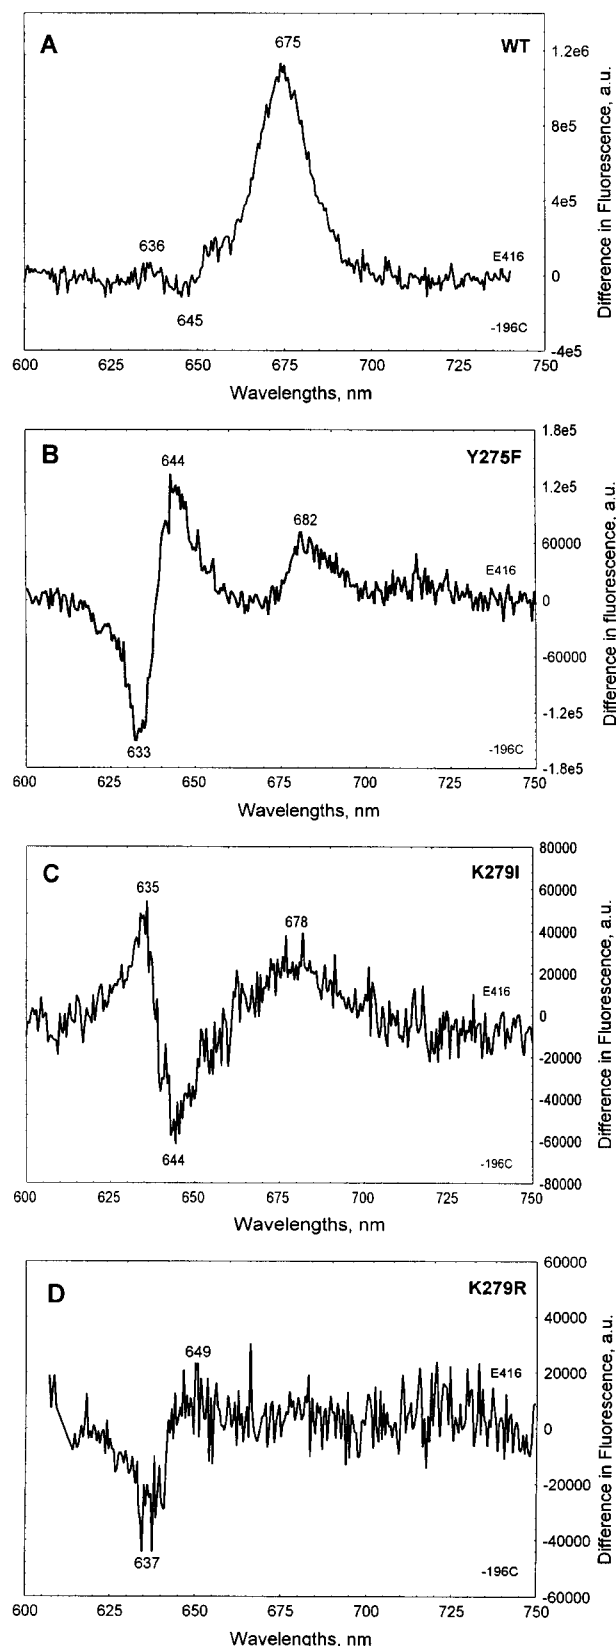 A
675
WT
1.2e6
8e5
4e5
636
E416
0
645
-196C
-4e5
600 625 650 675 700 725 750
Wavelengths, nm
Difference in Fluorescence, a.u.
B
644
Y275F
1.8e5
1.2e5
682
60000
E416
0
-60000
-1.2e5
633
-196C
-1.8e5
600 625 650 675 700 725 750
Wavelengths, nm
Difference in fluorescence, a.u.
C
635
K279I
80000
60000
40000
678
20000
E416
0
-20000
-40000
644
-60000
-196C
-80000
600 625 650 675 700 725 750
Wavelengths, nm
Difference in Fluorescence, a.u.
D
K279R
60000
40000
649
E416
20000
0
-20000
-40000
637
-196C
-60000
600 625 650 675 700 725 750
Wavelengths, nm
Difference in Fluorescence, a.u.